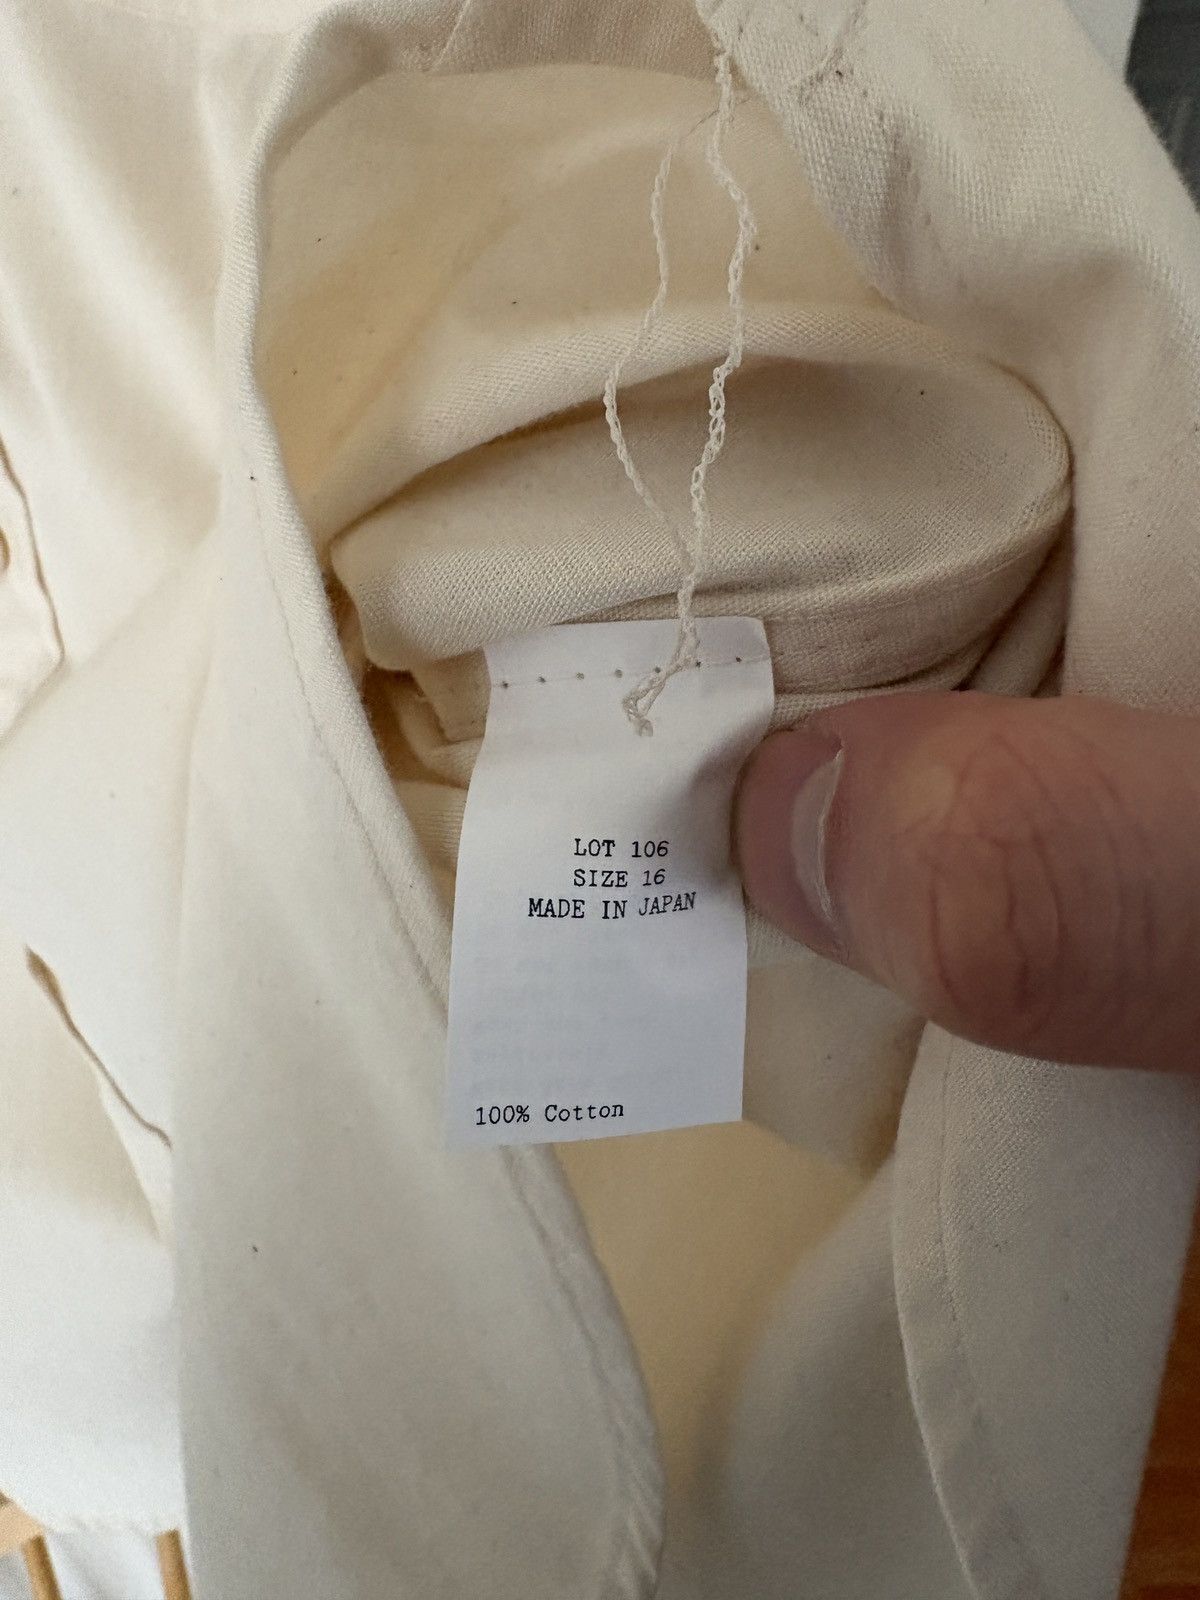 LOT 106
SIZE 16
MADE IN JAPAN
100% Cotton